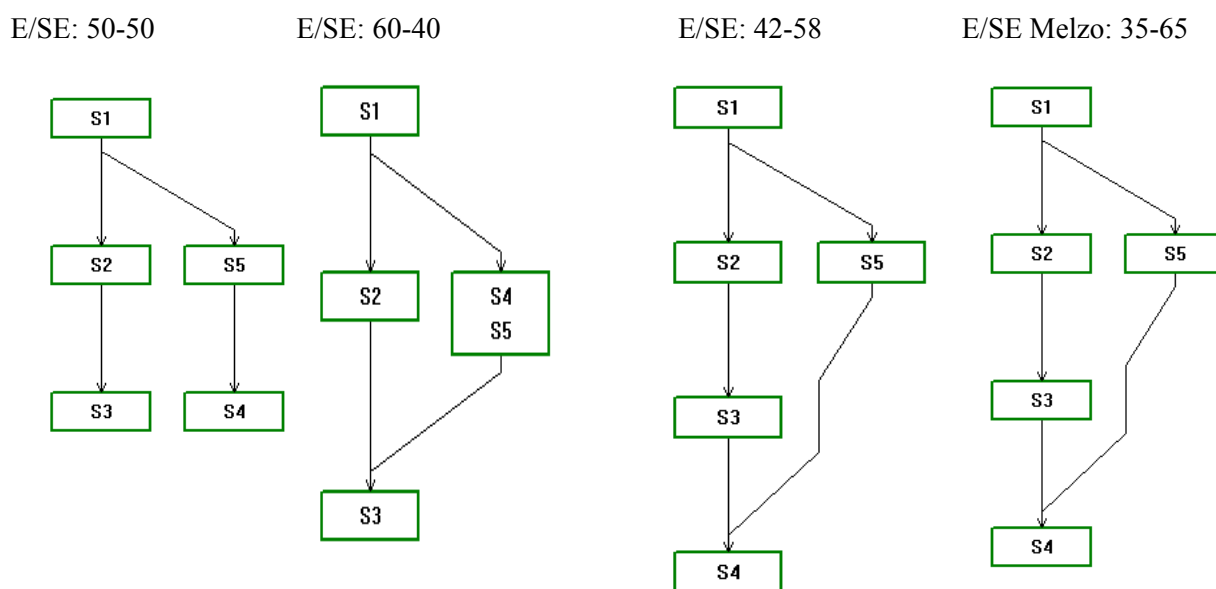 E/SE: 50-50
E/SE: 60-40
E/SE: 42-58
E/SE Melzo: 35-65
S1
S2
S5
S3
S4
S1
S2
S4
S5
S3
S1
S2
S5
S3
S4
S1
S2
S5
S3
S4